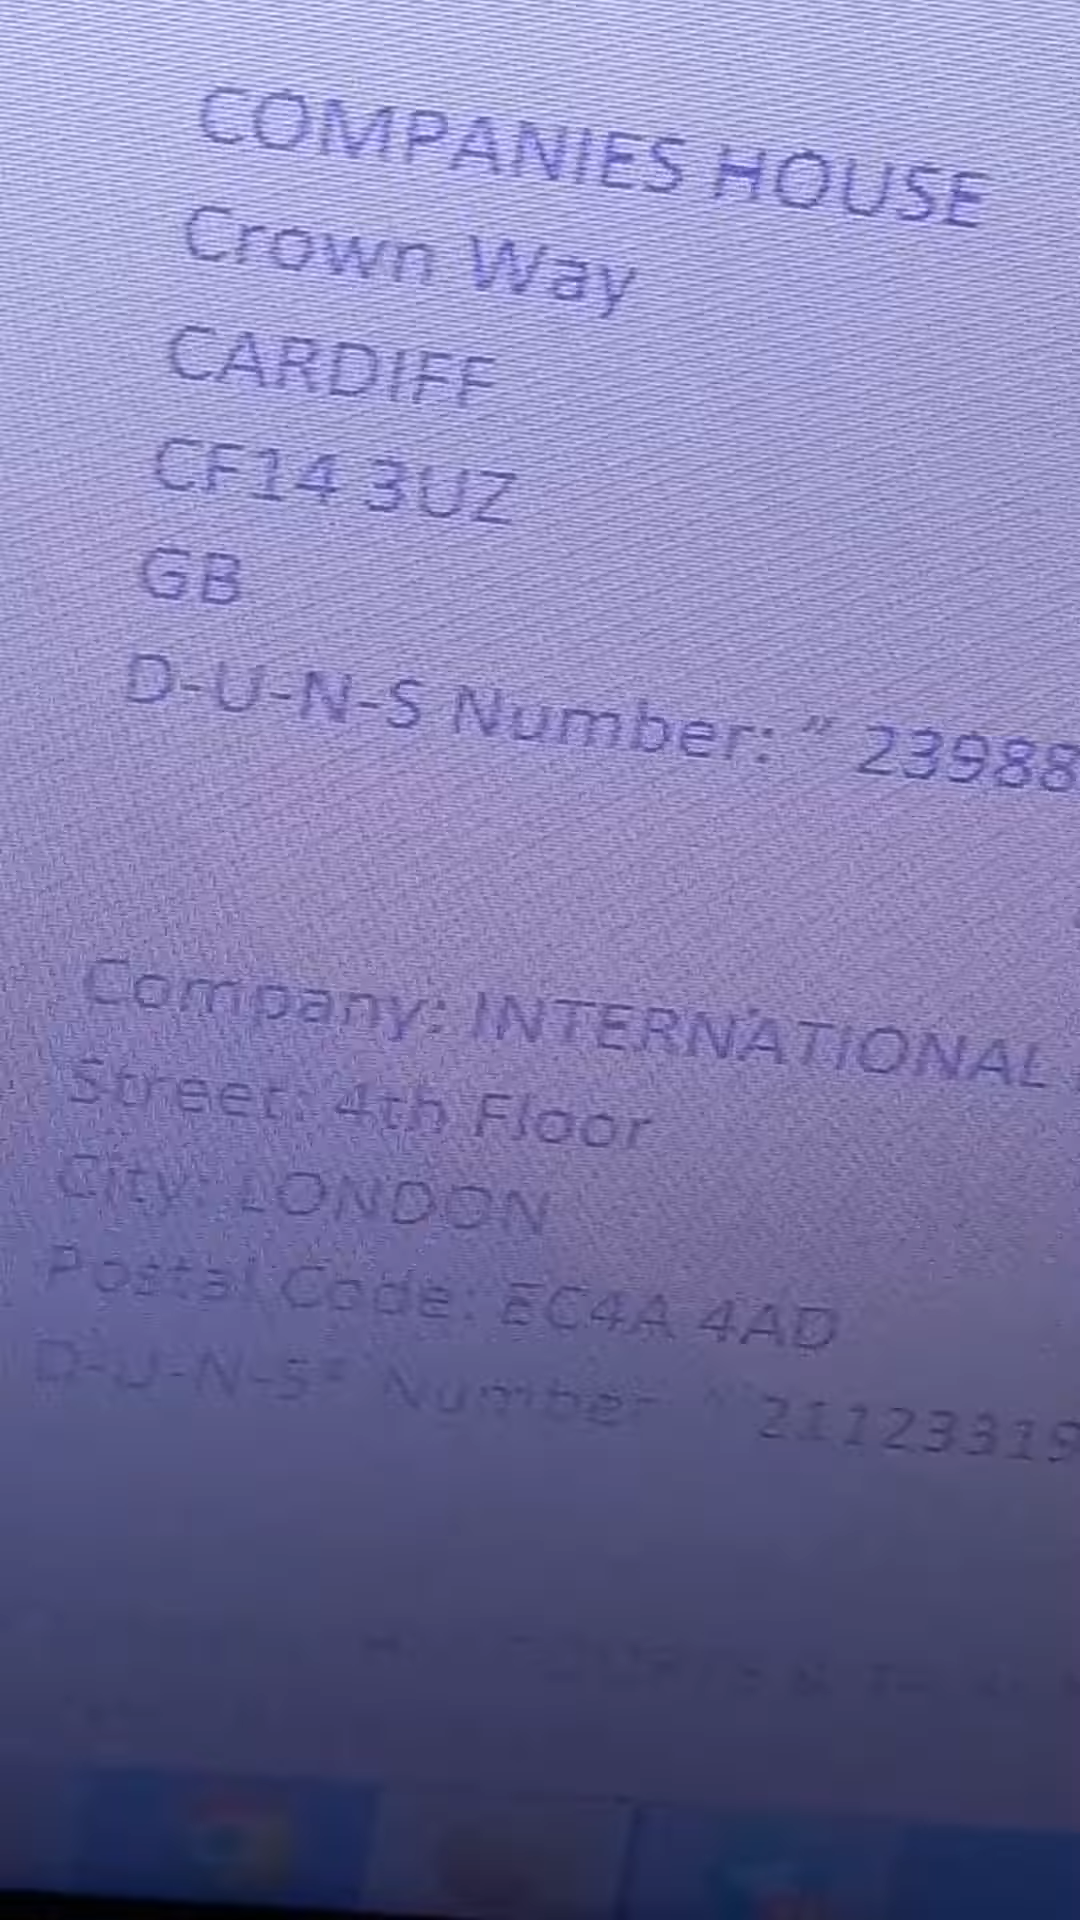 COMPANIES HOUSE
Crown Way
CARDIFF
CF14 3UZ
GB
D-U-N-S Number: " 23988
Company: INTERNATIONAL
Street: 4th Floor
City: LONDON
Postal Code: EC4A 4AD
D-U-N-S® Number " 21123319